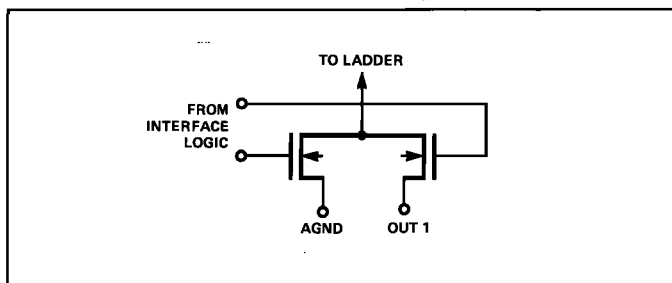 TO LADDER
FROM
INTERFACE
LOGIC
AGND
OUT 1